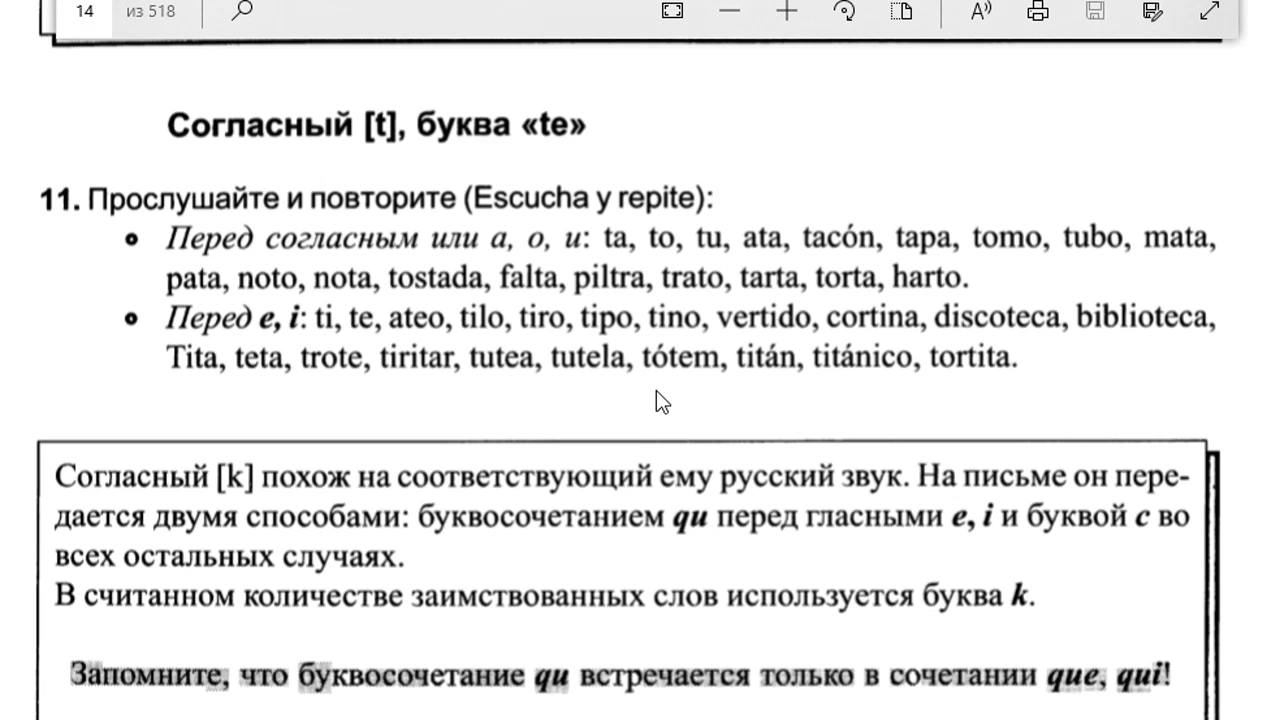 14 из 518
Согласный [t], буква «te»
11. Прослушайте и повторите (Escucha y repite):
• Перед согласным или a, o, u: ta, to, tu, ata, tacón, tapa, tomo, tubo, mata,
pata, noto, nota, tostada, falta, piltra, trato, tarta, torta, harto.
• Перед e, i: ti, te, ateo, tilo, tiro, tipo, tino, vertido, cortina, discoteca, biblioteca,
Tita, teta, trote, tiritar, tutea, tutela, tótem, titán, titánico, tortita.
Согласный [k] похож на соответствующий ему русский звук. На письме он пере-
дается двумя способами: буквосочетанием qu перед гласными e, i и буквой c во
всех остальных случаях.
В считанном количестве заимствованных слов используется буква k.
Запомните, что буквосочетание qu встречается только в сочетании que, qui!